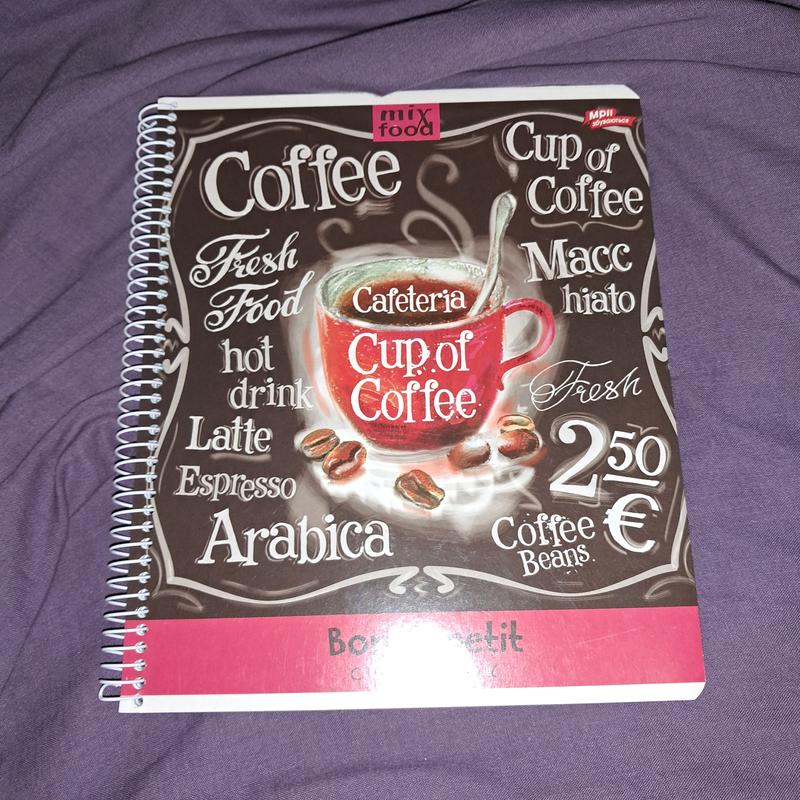 mix
food
Мрії
збуваються
Coffee
Cup of
Coffee
Fresh
Food
Macc
hiato
Cafeteria
Cup of
Coffee
hot
drink
Fresh
Latte
2 50
€
Espresso
Arabica
Coffee
Beans